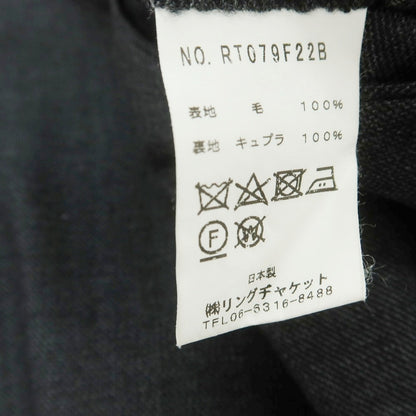 NO. RT079F22B
表地 毛 100%
裏地 キュプラ 100%
F W
日本製
㈱リングヂャケット
TEL06-6316-8488